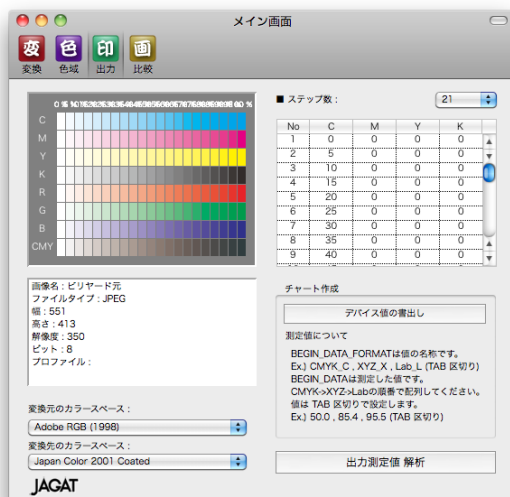 メイン画面
変 色 印 画
変換 色域 出力 比較
C
M
Y
K
R
G
B
CMY
■ ステップ数 : 21
No C M Y K
1 0 0 0 0
2 5 0 0 0
3 10 0 0 0
4 15 0 0 0
5 20 0 0 0
6 25 0 0 0
7 30 0 0 0
8 35 0 0 0
9 40 0 0 0
画像名 : ビリヤード元
ファイルタイプ : JPEG
幅 : 551
高さ : 413
解像度 : 350
ビット : 8
プロファイル :
チャート作成
デバイス値の書出し
測定値について
BEGIN_DATA_FORMATは値の名称です。
Ex.) CMYK_C , XYZ_X , Lab_L (TAB 区切り)
BEGIN_DATAは測定した値です。
CMYK->XYZ->Labの順番で配列してください。
値は TAB 区切りで設定します。
Ex.) 50.0 , 85.4 , 95.5 (TAB 区切り)
変換元のカラースペース :
Adobe RGB (1998)
変換先のカラースペース :
Japan Color 2001 Coated
出力測定値 解析
JAGAT